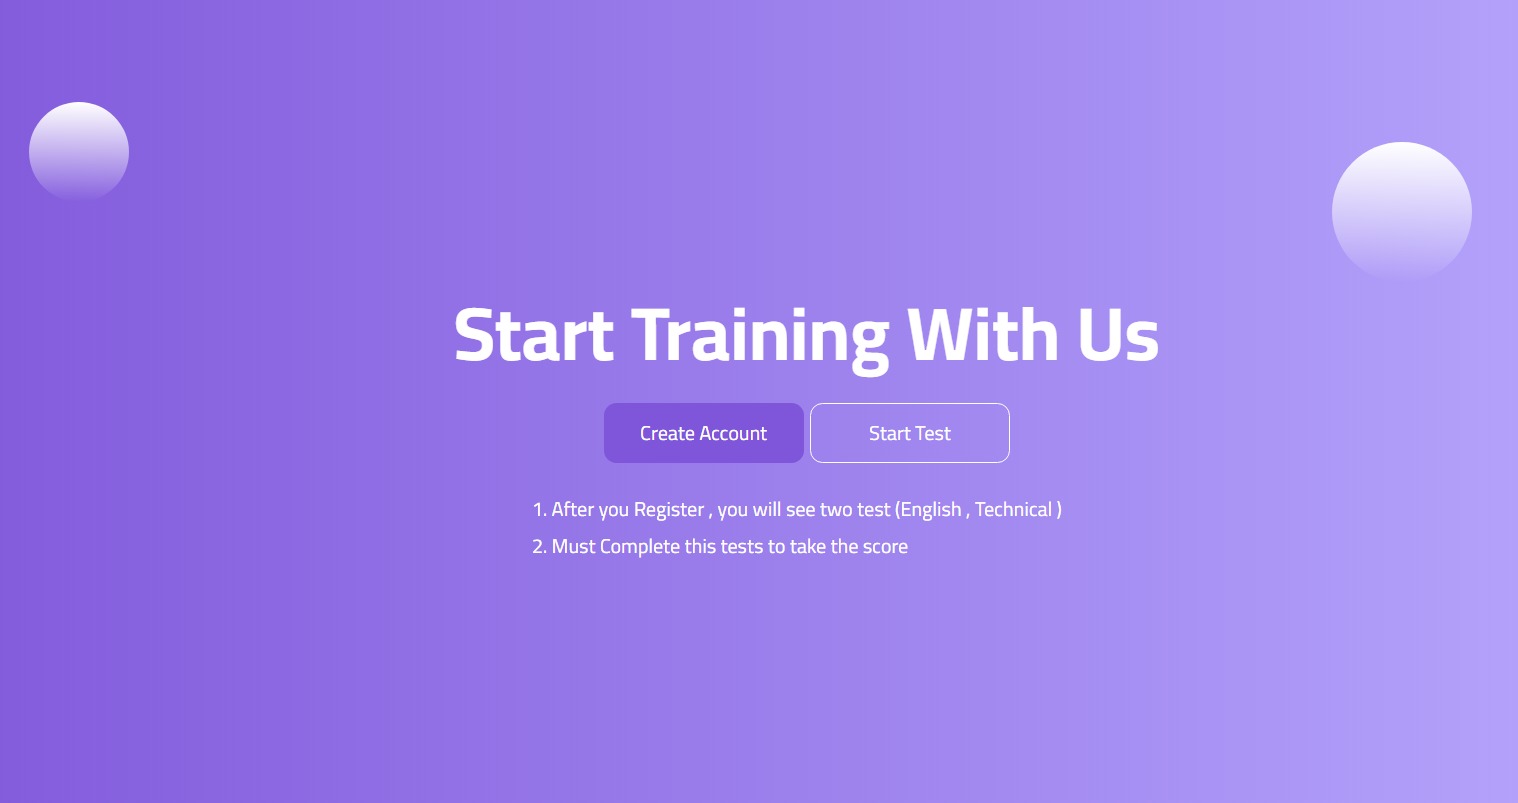 Start Training With Us
Create Account
Start Test
1. After you Register , you will see two test (English , Technical )
2. Must Complete this tests to take the score